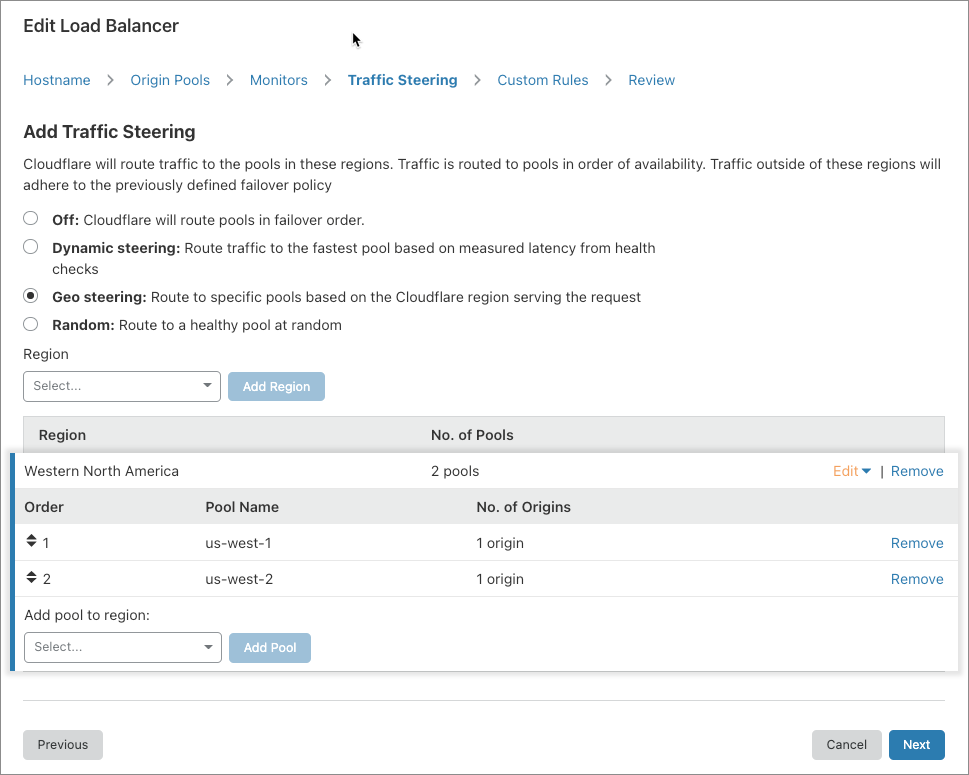 Edit Load Balancer
Hostname > Origin Pools > Monitors > Traffic Steering > Custom Rules > Review
Add Traffic Steering
Cloudflare will route traffic to the pools in these regions. Traffic is routed to pools in order of availability. Traffic outside of these regions will
adhere to the previously defined failover policy
Off: Cloudflare will route pools in failover order.
Dynamic steering: Route traffic to the fastest pool based on measured latency from health
checks
Geo steering: Route to specific pools based on the Cloudflare region serving the request
Random: Route to a healthy pool at random
Region
Select... Add Region
Region No. of Pools
Western North America 2 pools Edit | Remove
Order Pool Name No. of Origins
1 us-west-1 1 origin Remove
2 us-west-2 1 origin Remove
Add pool to region:
Select... Add Pool
Previous Cancel Next